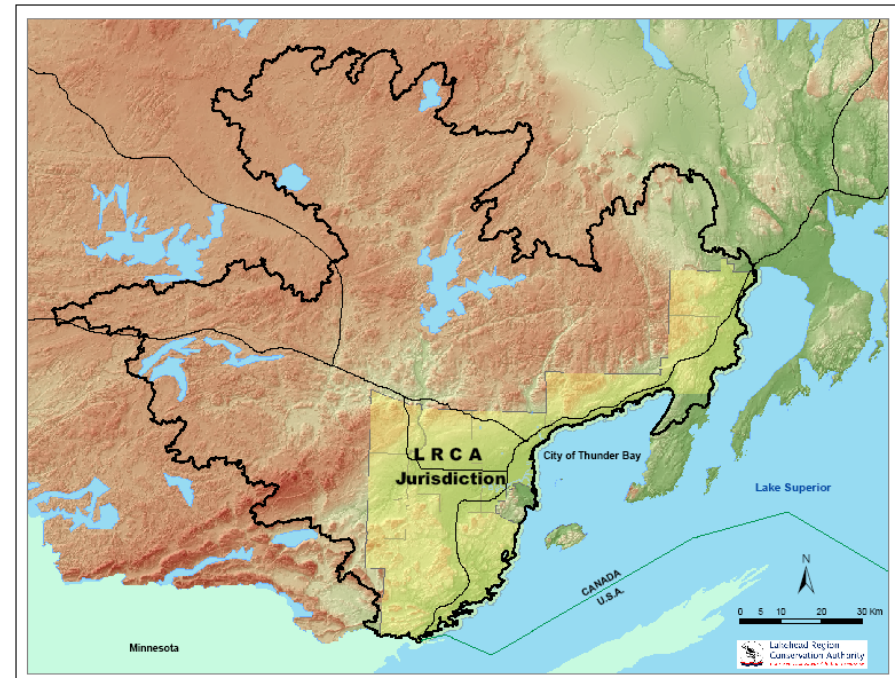 L R C A
Jurisdiction
City of Thunder Bay
Lake Superior
CANADA
U.S.A.
N
0 5 10 20 30 Km
Minnesota
Lakehead Region
Conservation Authority